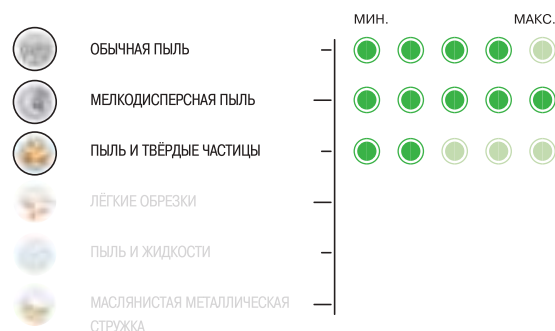 МИН. МАКС.
ОБЫЧНАЯ ПЫЛЬ
МЕЛКОДИСПЕРСНАЯ ПЫЛЬ
ПЫЛЬ И ТВЁРДЫЕ ЧАСТИЦЫ
ЛЁГКИЕ ОБРЕЗКИ
ПЫЛЬ И ЖИДКОСТИ
МАСЛЯНИСТАЯ МЕТАЛЛИЧЕСКАЯ
СТРУЖКА